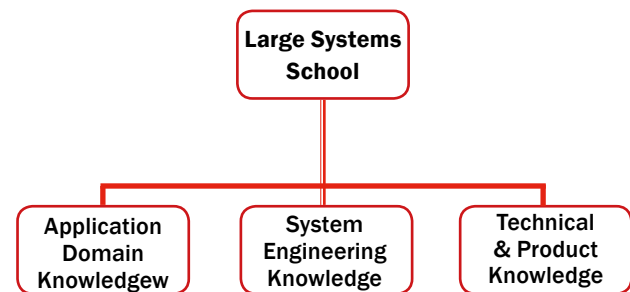 Large Systems
School
Application
Domain
Knowledgew
System
Engineering
Knowledge
Technical
& Product
Knowledge